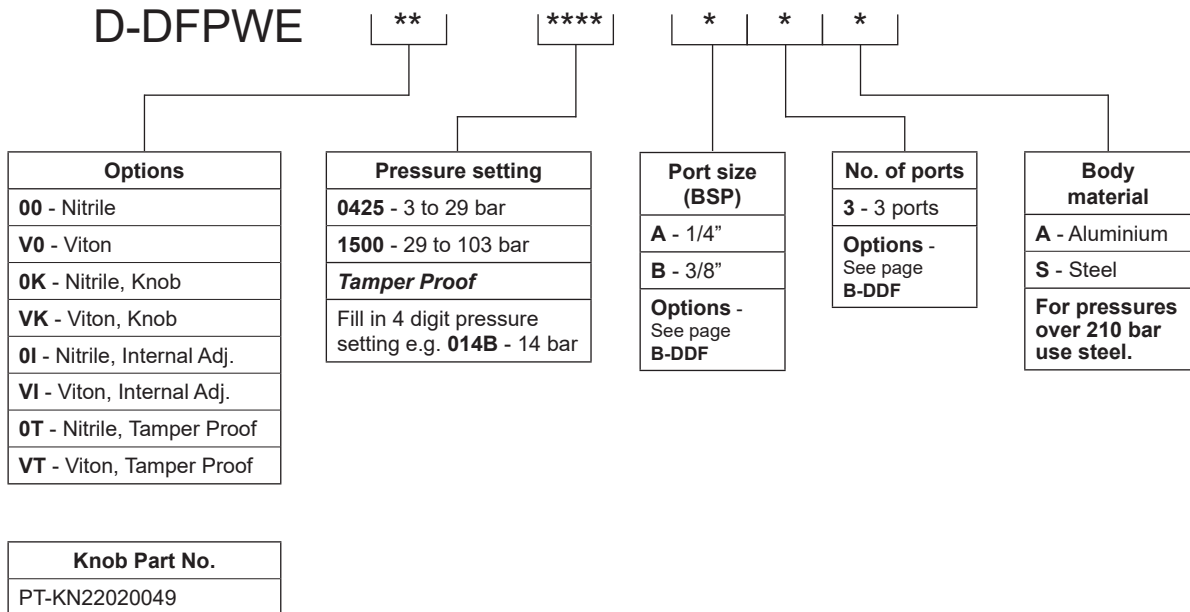 D-DFPWE ** **** * * *
Options
00 - Nitrile
V0 - Viton
0K - Nitrile, Knob
VK - Viton, Knob
0I - Nitrile, Internal Adj.
VI - Viton, Internal Adj.
0T - Nitrile, Tamper Proof
VT - Viton, Tamper Proof
Pressure setting
0425 - 3 to 29 bar
1500 - 29 to 103 bar
Tamper Proof
Fill in 4 digit pressure
setting e.g. 014B - 14 bar
Port size
(BSP)
A - 1/4”
B - 3/8”
Options -
See page
B-DDF
No. of ports
3 - 3 ports
Options -
See page
B-DDF
Body
material
A - Aluminium
S - Steel
For pressures
over 210 bar
use steel.
Knob Part No.
PT-KN22020049